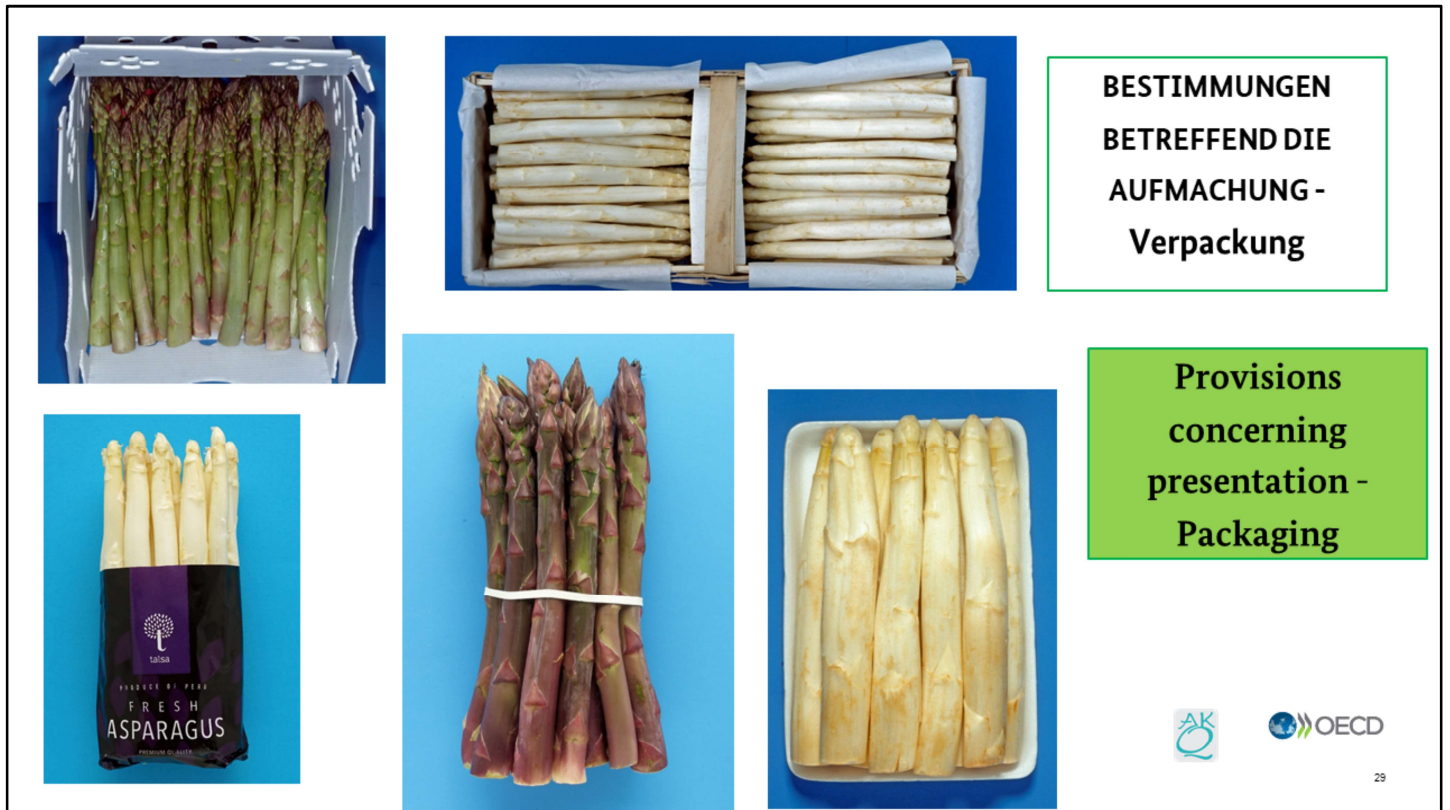 BESTIMMUNGEN
BETREFFEND DIE
AUFMACHUNG -
Verpackung
Provisions
concerning
presentation -
Packaging
talsa
PRODUCE OF PERU
FRESH
ASPARAGUS
PREMIUM QUALITY
AK
Q
OECD
29